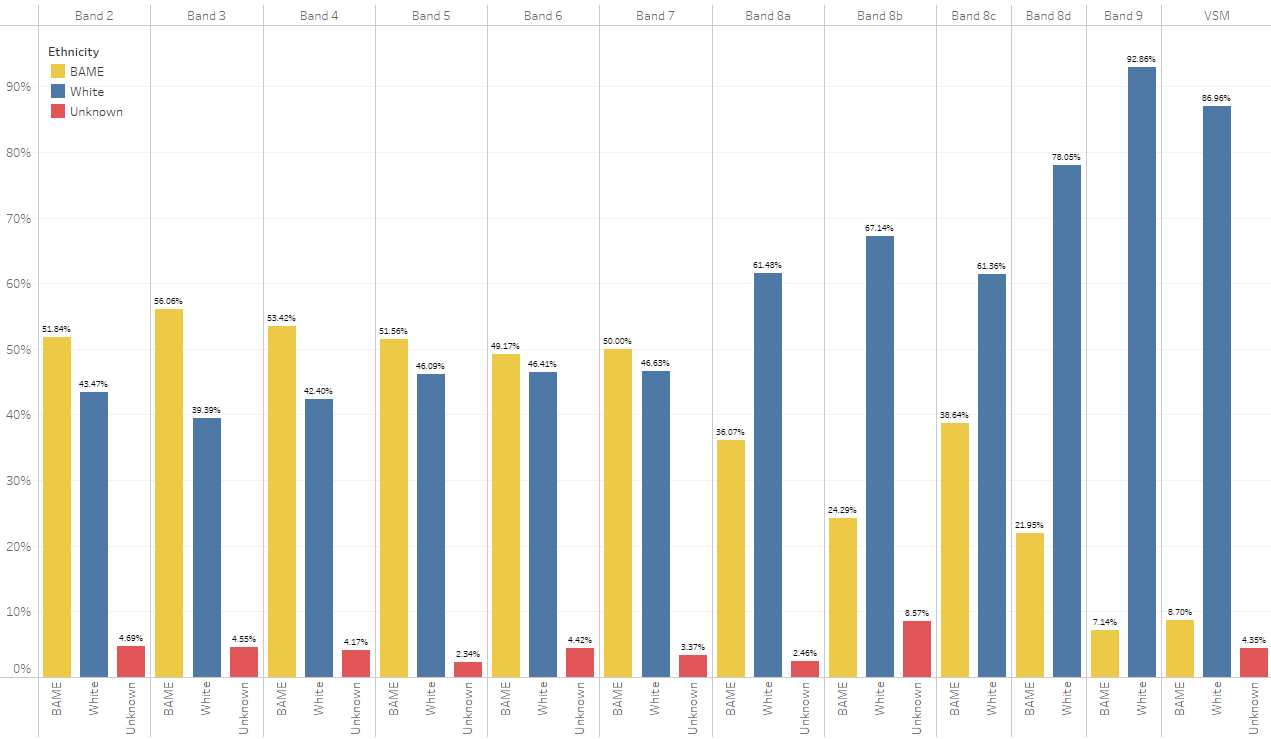 Band 2 Band 3 Band 4 Band 5 Band 6 Band 7 Band 8a Band 8b Band 8c Band 8d Band 9 VSM
Ethnicity
BAME
White
Unknown
90%
80%
70%
60%
50%
40%
30%
20%
10%
0%
51.84% 43.47% 4.69%
56.06% 39.39% 4.55%
53.42% 42.40% 4.17%
51.56% 46.09% 2.34%
49.17% 46.41% 4.42%
50.00% 46.63% 3.37%
36.07% 61.48% 2.46%
24.29% 67.14% 8.57%
38.64% 61.36%
21.95% 78.05%
7.14% 92.86%
8.70% 86.96% 4.35%
BAME White Unknown BAME White Unknown BAME White Unknown BAME White Unknown BAME White Unknown BAME White Unknown BAME White Unknown BAME White Unknown BAME White BAME White BAME White BAME White Unknown